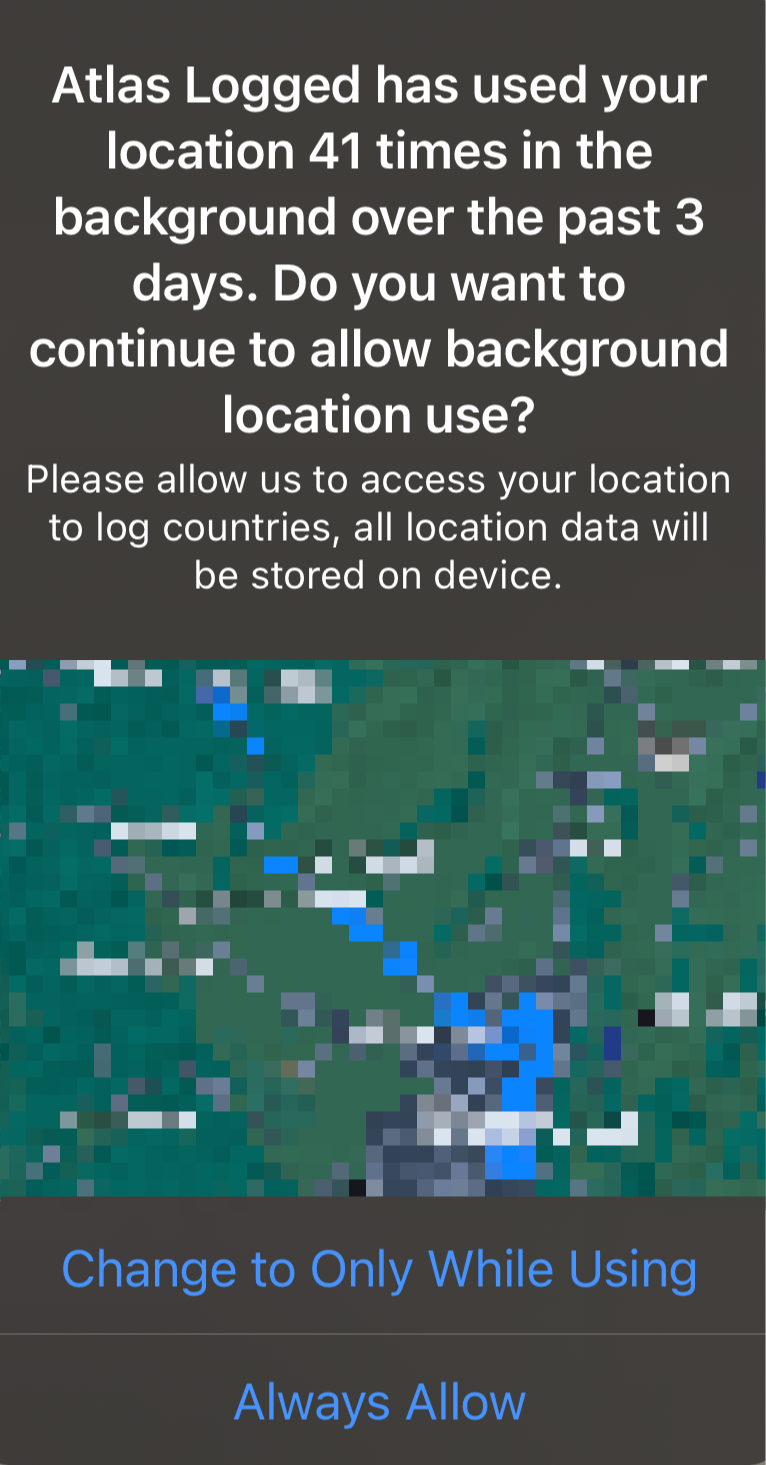 Atlas Logged has used your
location 41 times in the
background over the past 3
days. Do you want to
continue to allow background
location use?
Please allow us to access your location
to log countries, all location data will
be stored on device.
Change to Only While Using
Always Allow